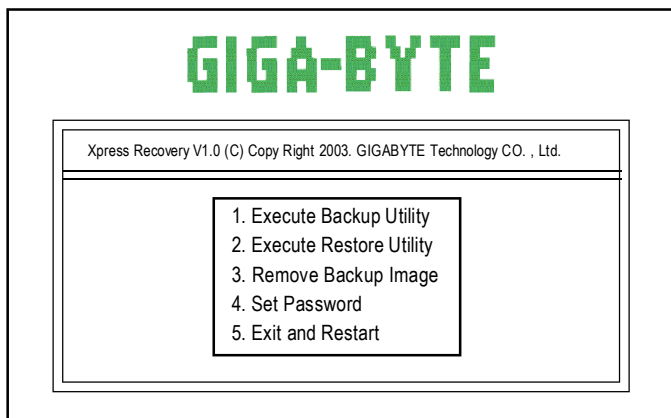 GIGA-BYTE
Xpress Recovery V1.0 (C) Copy Right 2003. GIGABYTE Technology CO. , Ltd.
1. Execute Backup Utility
2. Execute Restore Utility
3. Remove Backup Image
4. Set Password
5. Exit and Restart